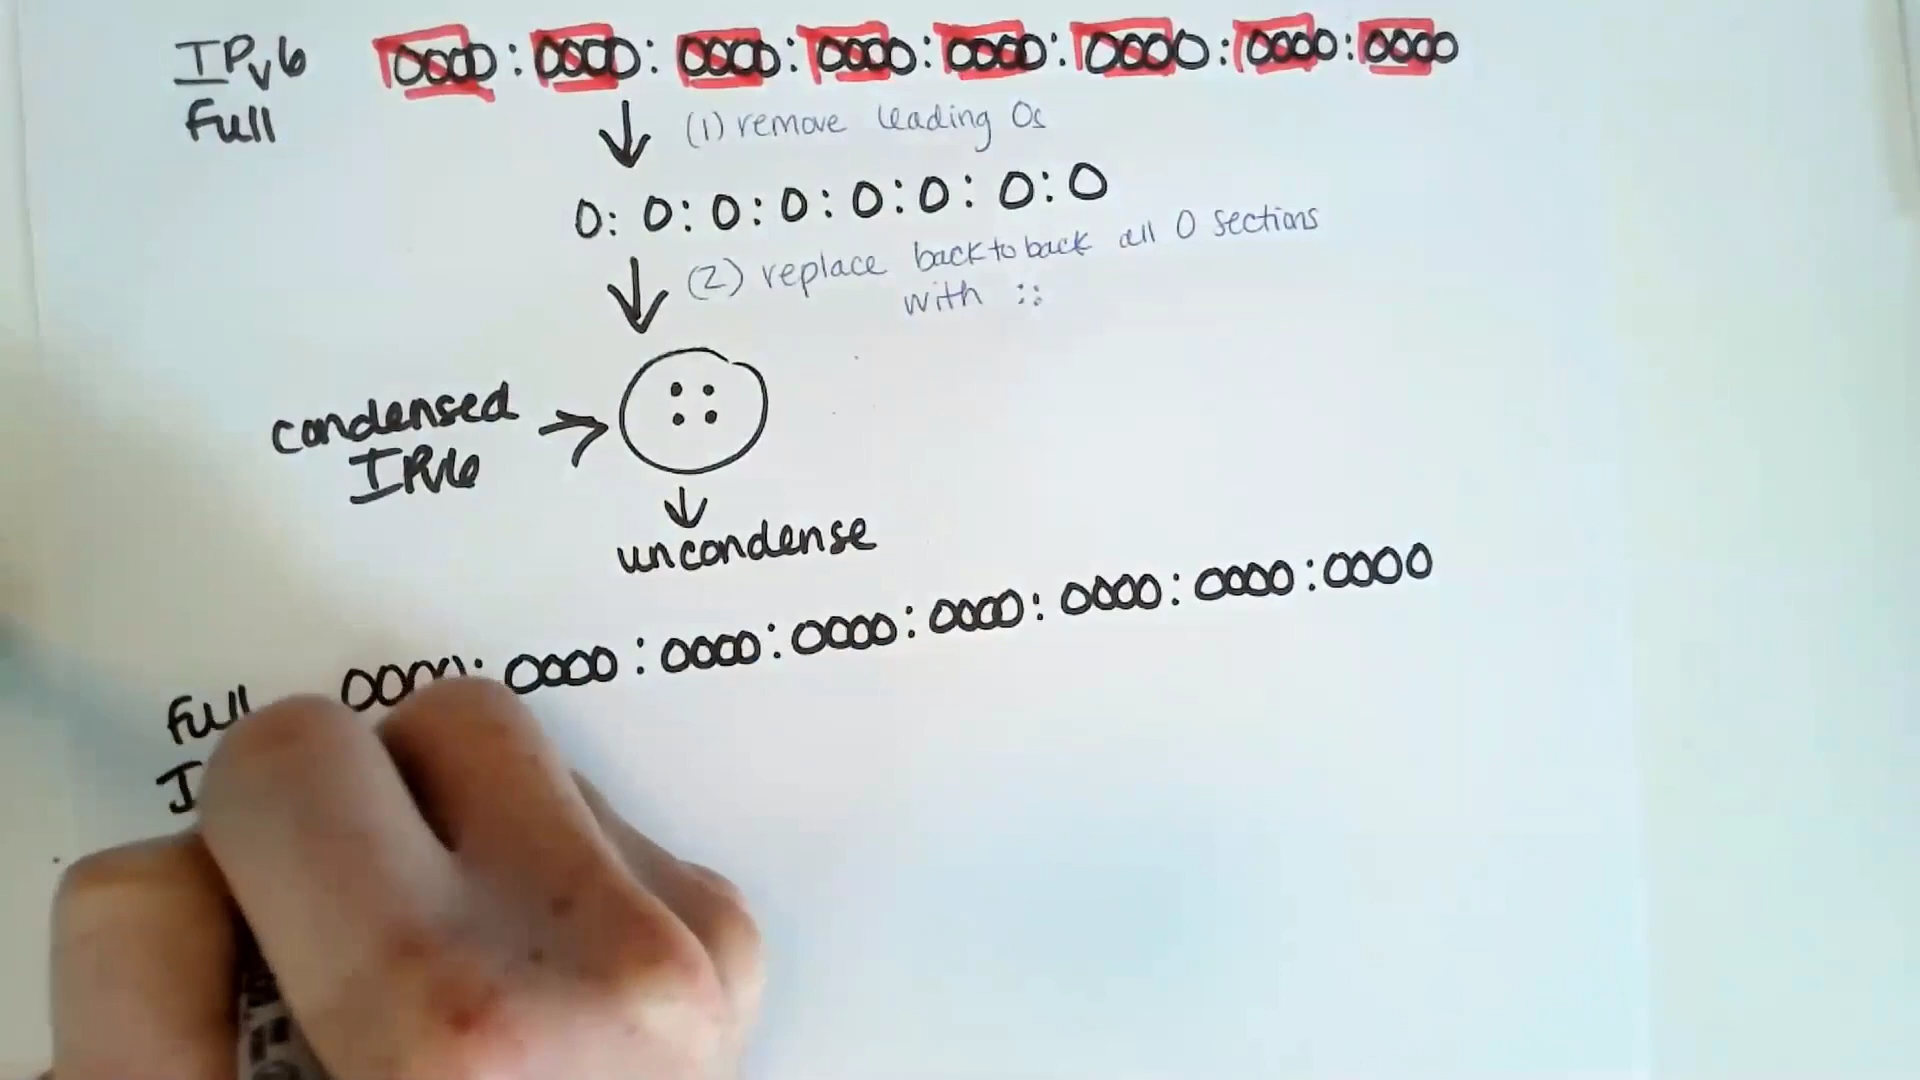 IPv6 0000:0000:0000:0000:0000:0000:0000:0000
Full
(1) remove leading 0s
0:0:0:0:0:0:0:0
(2) replace back to back all 0 sections
with ::
condensed
IPv6
::
uncondense
0000:0000:0000:0000:0000:0000:0000
Full
I